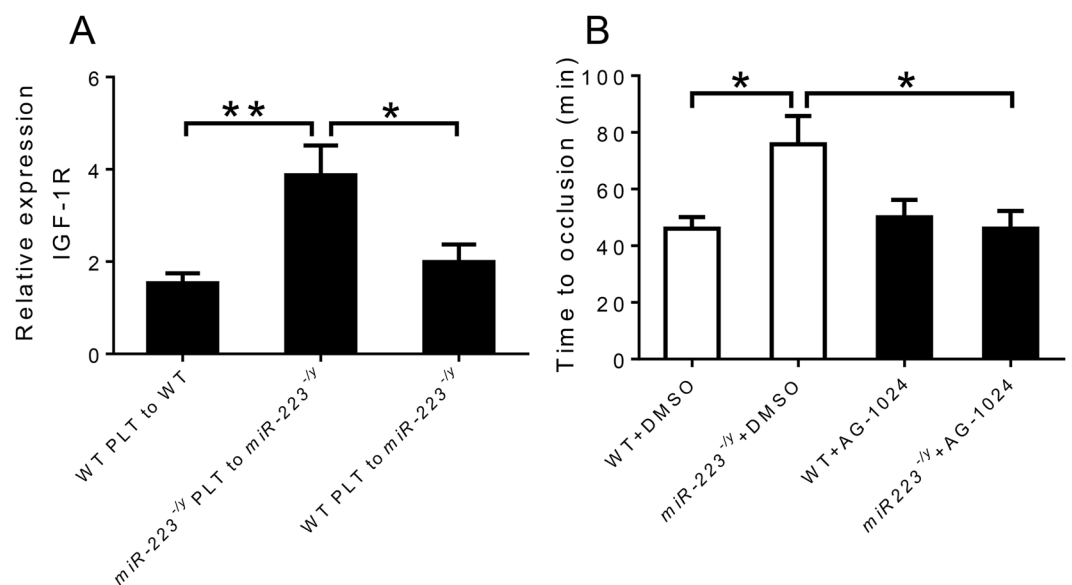 A
Relative expression
IGF-1R
6
4
2
0
** *
WT PLT to WT
miR-223-/y PLT to miR-223-/y
WT PLT to miR-223-/y
B
Time to occlusion (min)
100
80
60
40
20
0
* *
WT+DMSO
miR-223-/y+DMSO
WT+AG-1024
miR223-/y+AG-1024